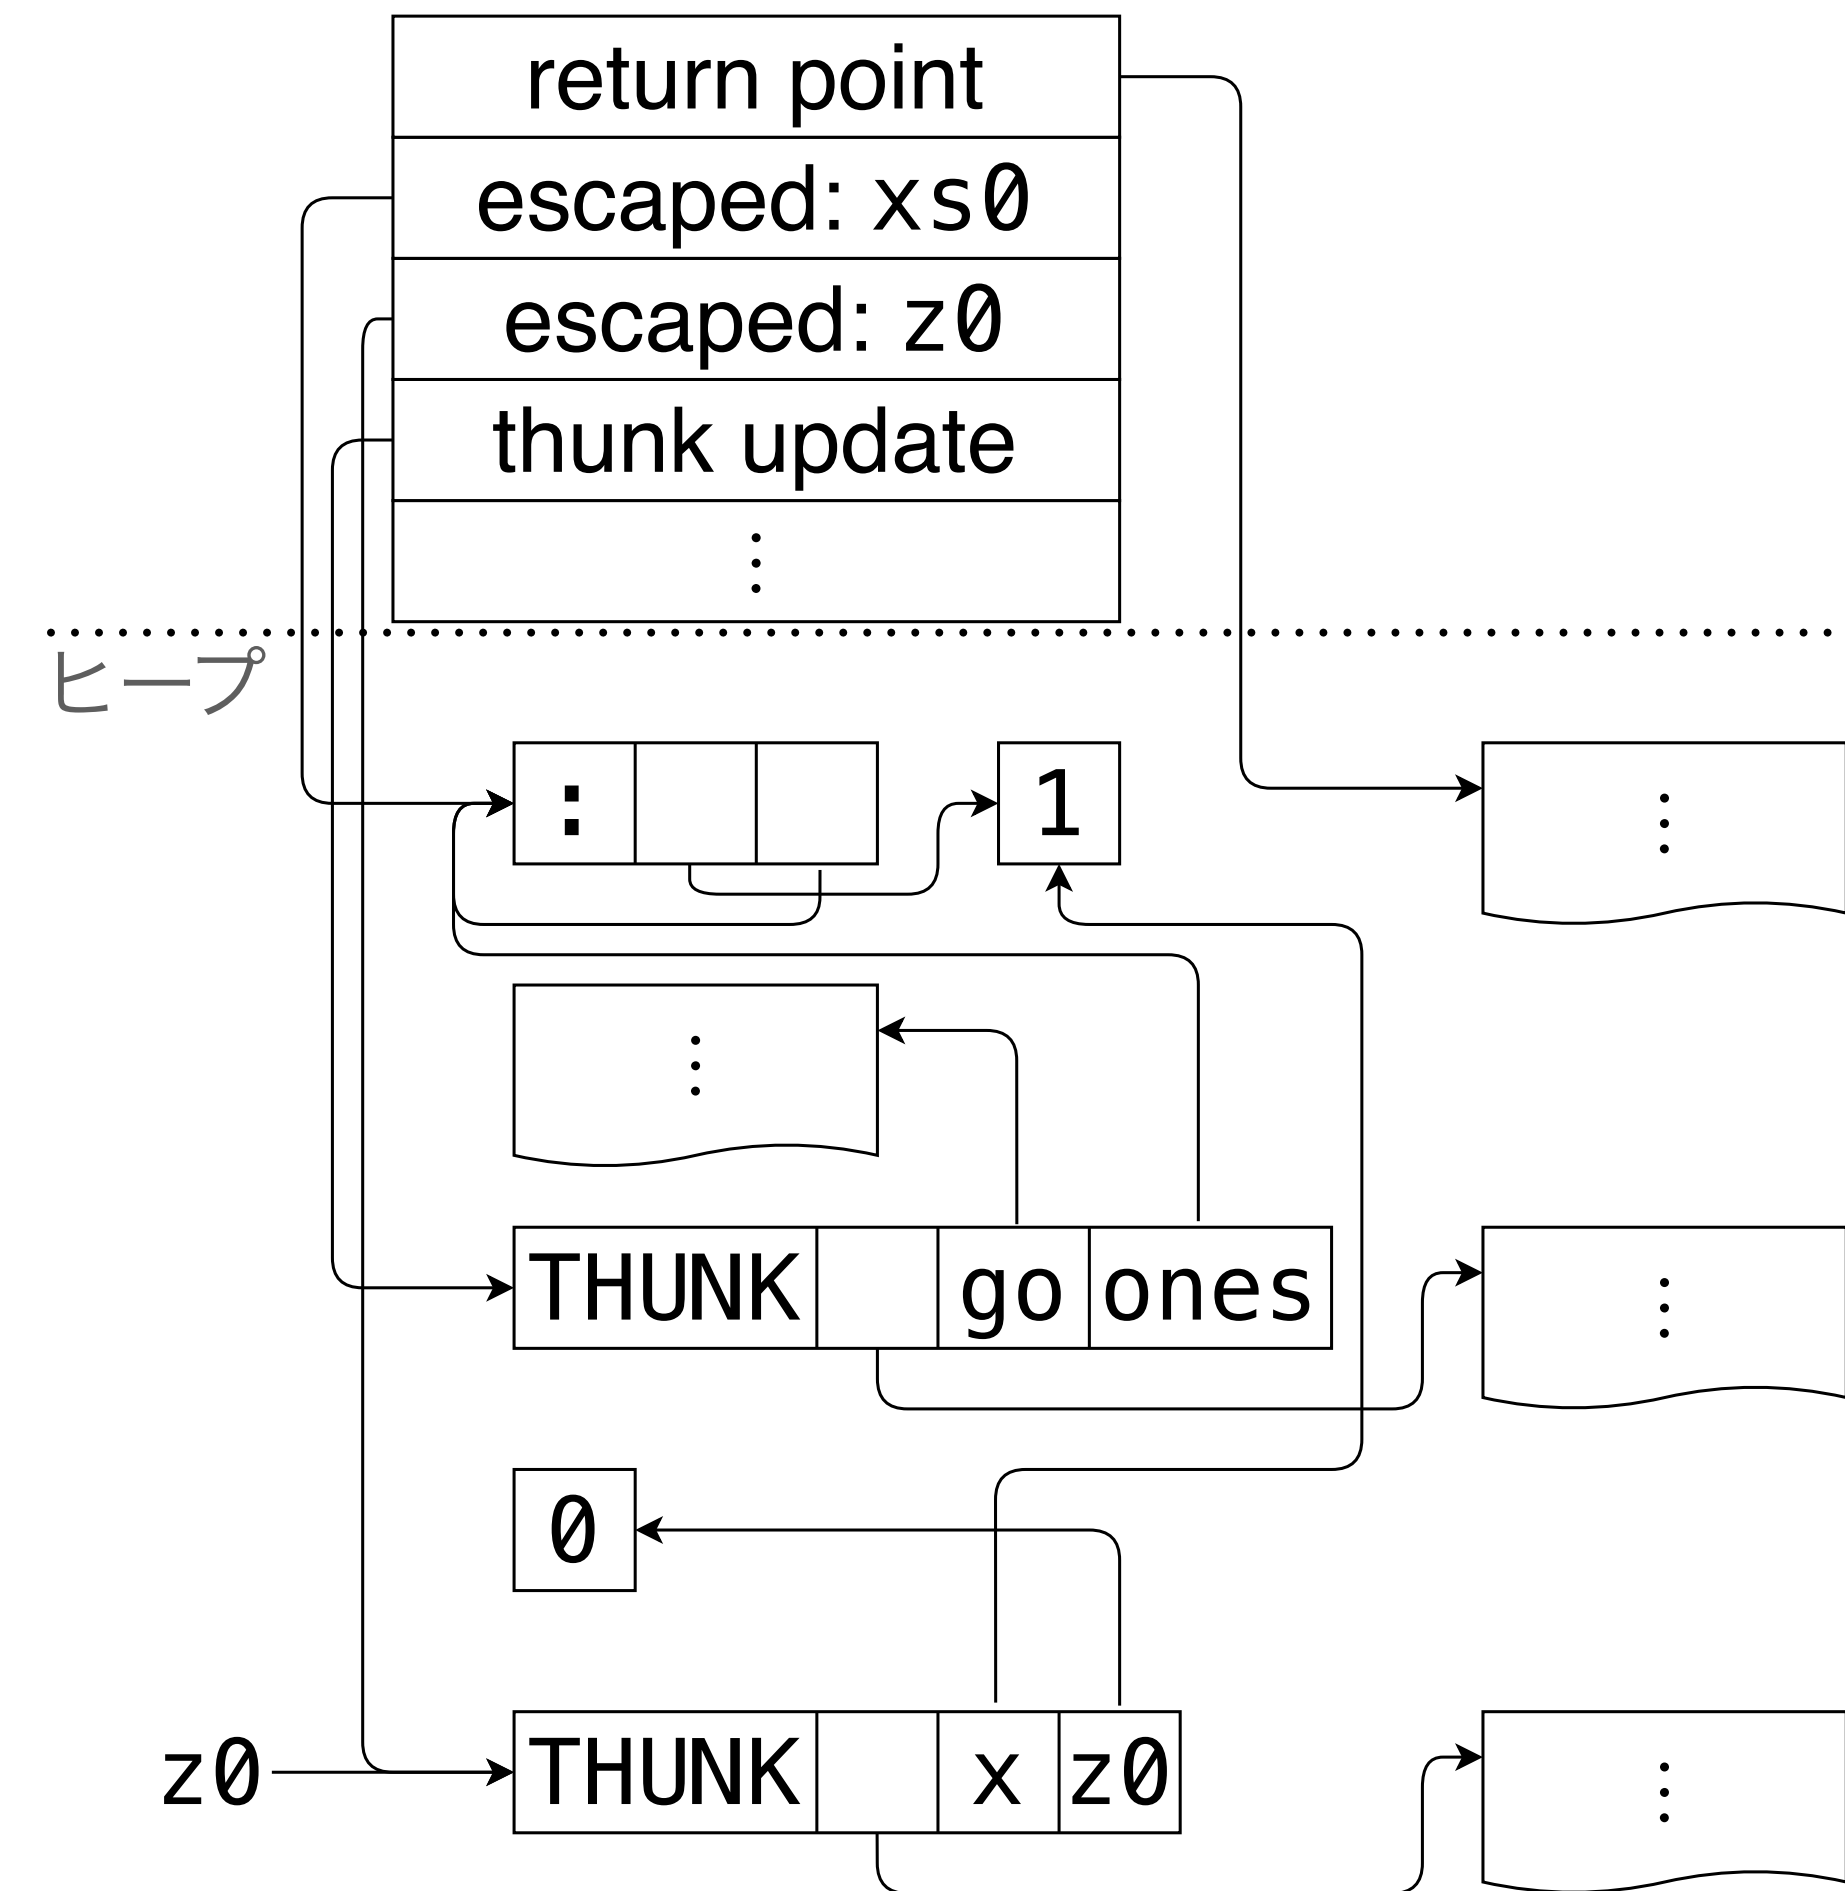 return point
escaped: xs0
escaped: z0
thunk update
⋮
ヒープ
: 1 ⋮
⋮
THUNK go ones ⋮
0
z0 THUNK x z0 ⋮